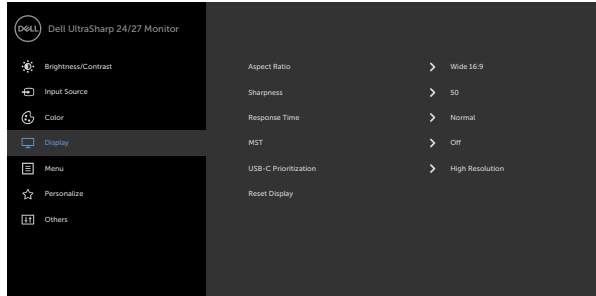 DELL Dell UltraSharp 24/27 Monitor
Brightness/Contrast
Input Source
Color
Display
Menu
Personalize
Others
Aspect Ratio Wide 16:9
Sharpness 50
Response Time Normal
MST Off
USB-C Prioritization High Resolution
Reset Display